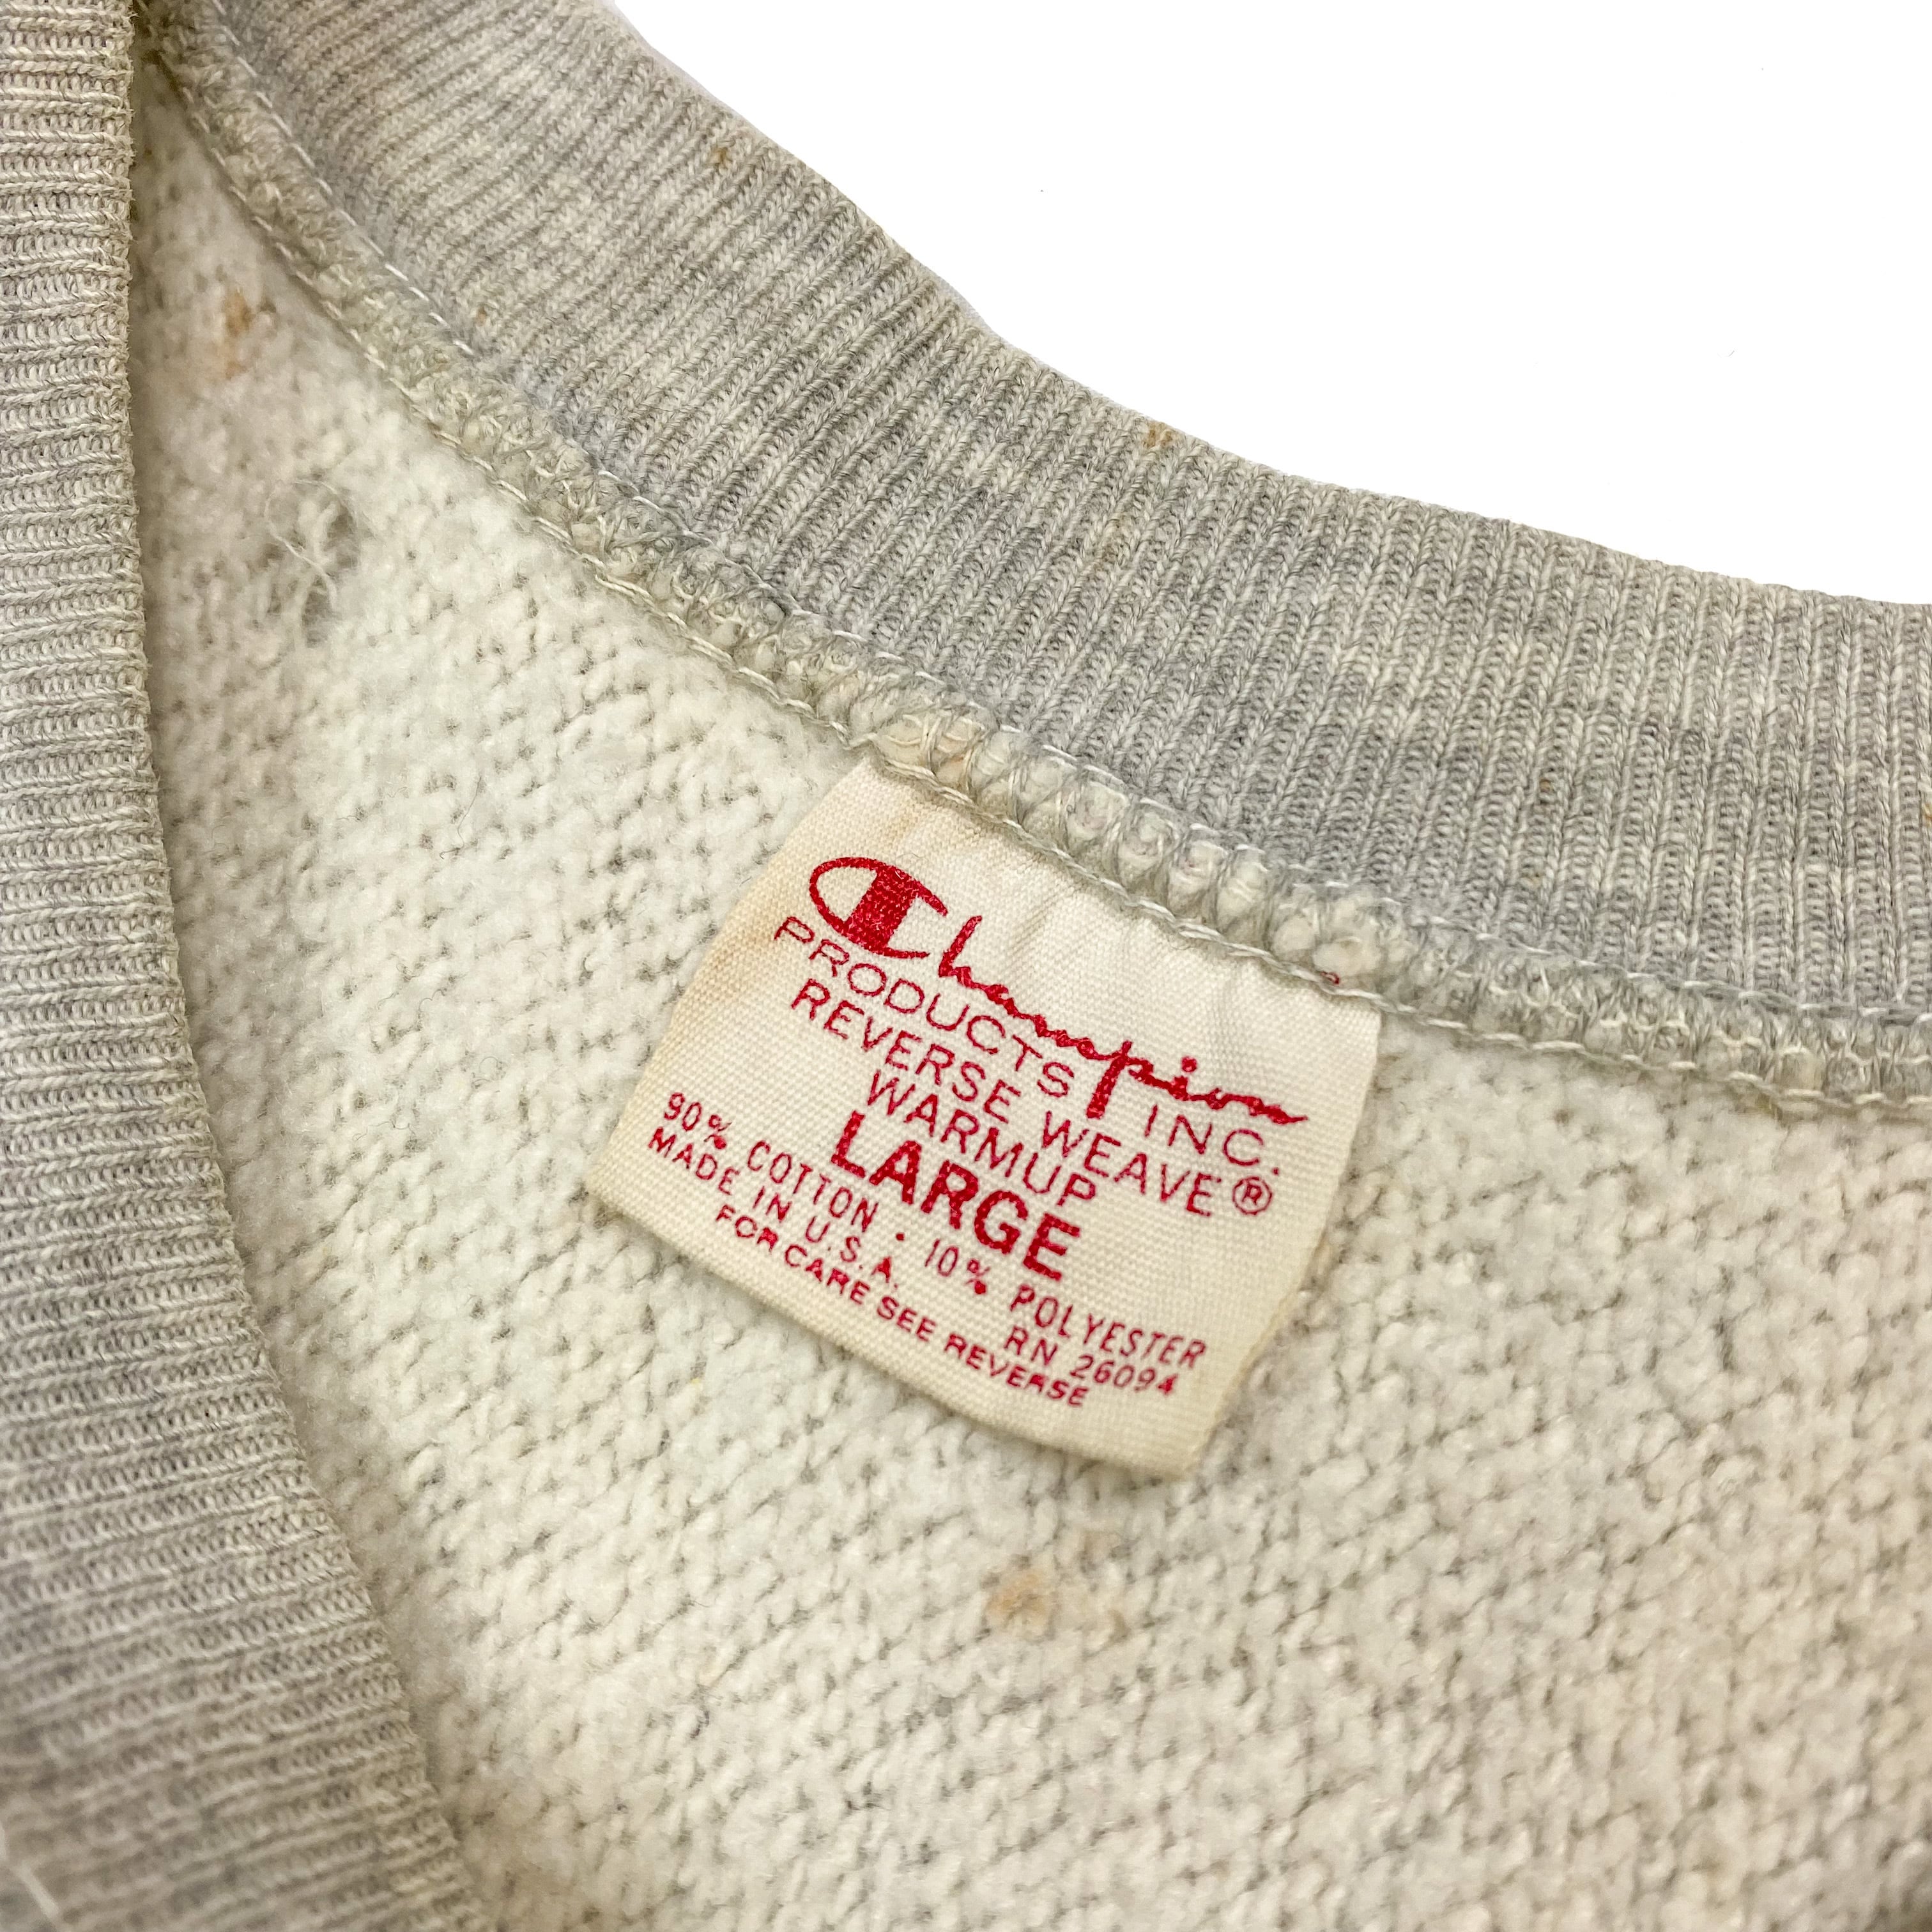 Champion
PRODUCTS INC.
REVERSE WEAVE®
WARMUP
LARGE
90% COTTON • 10% POLYESTER
MADE IN U.S.A. RN 26094
FOR CARE SEE REVERSE